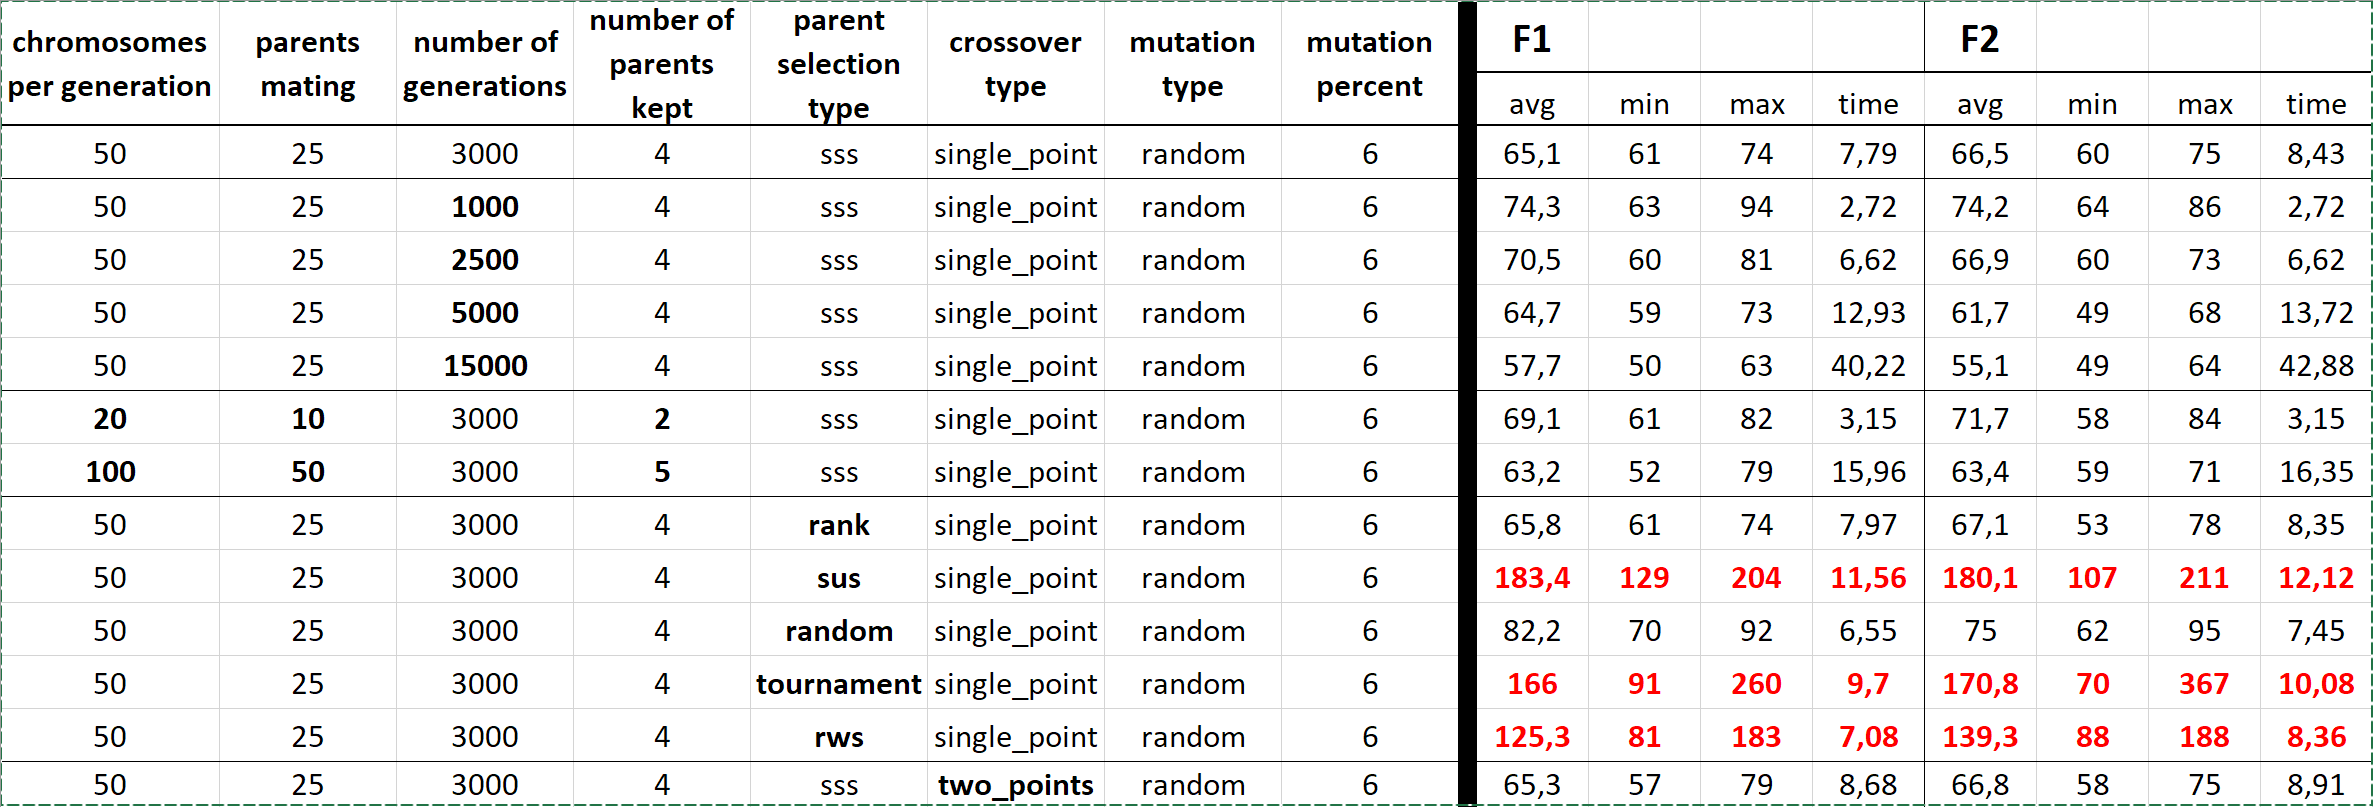 chromosomes per generation | parents mating | number of generations | number of parents kept | parent selection type | crossover type | mutation type | mutation percent | F1 | F2
avg | min | max | time | avg | min | max | time
50 | 25 | 3000 | 4 | sss | single_point | random | 6 | 65,1 | 61 | 74 | 7,79 | 66,5 | 60 | 75 | 8,43
50 | 25 | 1000 | 4 | sss | single_point | random | 6 | 74,3 | 63 | 94 | 2,72 | 74,2 | 64 | 86 | 2,72
50 | 25 | 2500 | 4 | sss | single_point | random | 6 | 70,5 | 60 | 81 | 6,62 | 66,9 | 60 | 73 | 6,62
50 | 25 | 5000 | 4 | sss | single_point | random | 6 | 64,7 | 59 | 73 | 12,93 | 61,7 | 49 | 68 | 13,72
50 | 25 | 15000 | 4 | sss | single_point | random | 6 | 57,7 | 50 | 63 | 40,22 | 55,1 | 49 | 64 | 42,88
20 | 10 | 3000 | 2 | sss | single_point | random | 6 | 69,1 | 61 | 82 | 3,15 | 71,7 | 58 | 84 | 3,15
100 | 50 | 3000 | 5 | sss | single_point | random | 6 | 63,2 | 52 | 79 | 15,96 | 63,4 | 59 | 71 | 16,35
50 | 25 | 3000 | 4 | rank | single_point | random | 6 | 65,8 | 61 | 74 | 7,97 | 67,1 | 53 | 78 | 8,35
50 | 25 | 3000 | 4 | sus | single_point | random | 6 | 183,4 | 129 | 204 | 11,56 | 180,1 | 107 | 211 | 12,12
50 | 25 | 3000 | 4 | random | single_point | random | 6 | 82,2 | 70 | 92 | 6,55 | 75 | 62 | 95 | 7,45
50 | 25 | 3000 | 4 | tournament | single_point | random | 6 | 166 | 91 | 260 | 9,7 | 170,8 | 70 | 367 | 10,08
50 | 25 | 3000 | 4 | rws | single_point | random | 6 | 125,3 | 81 | 183 | 7,08 | 139,3 | 88 | 188 | 8,36
50 | 25 | 3000 | 4 | sss | two_points | random | 6 | 65,3 | 57 | 79 | 8,68 | 66,8 | 58 | 75 | 8,91